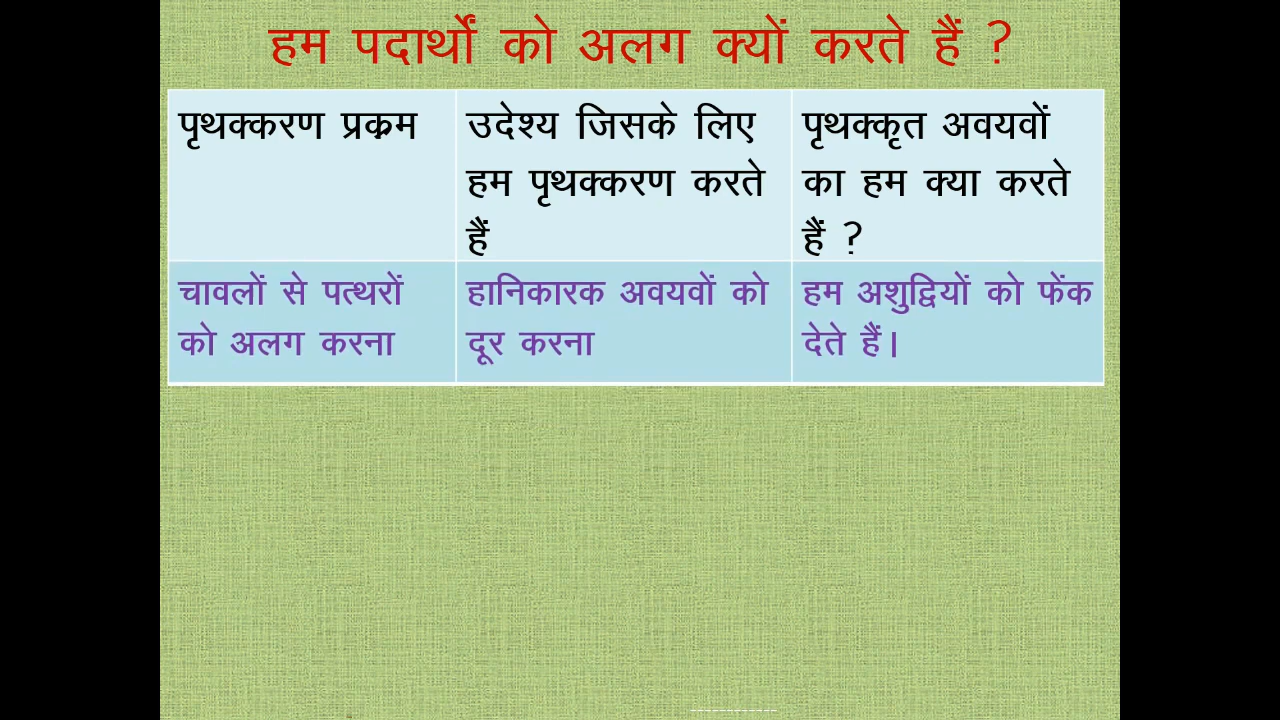 हम पदार्थों को अलग क्यों करते हैं ?
पृथक्करण प्रक्रम
उदेश्य जिसके लिए
हम पृथक्करण करते
हैं
पृथक्कृत अवयवों
का हम क्या करते
हैं ?
चावलों से पत्थरों
को अलग करना
हानिकारक अवयवों को
दूर करना
हम अशुद्वियों को फेंक
देते हैं।